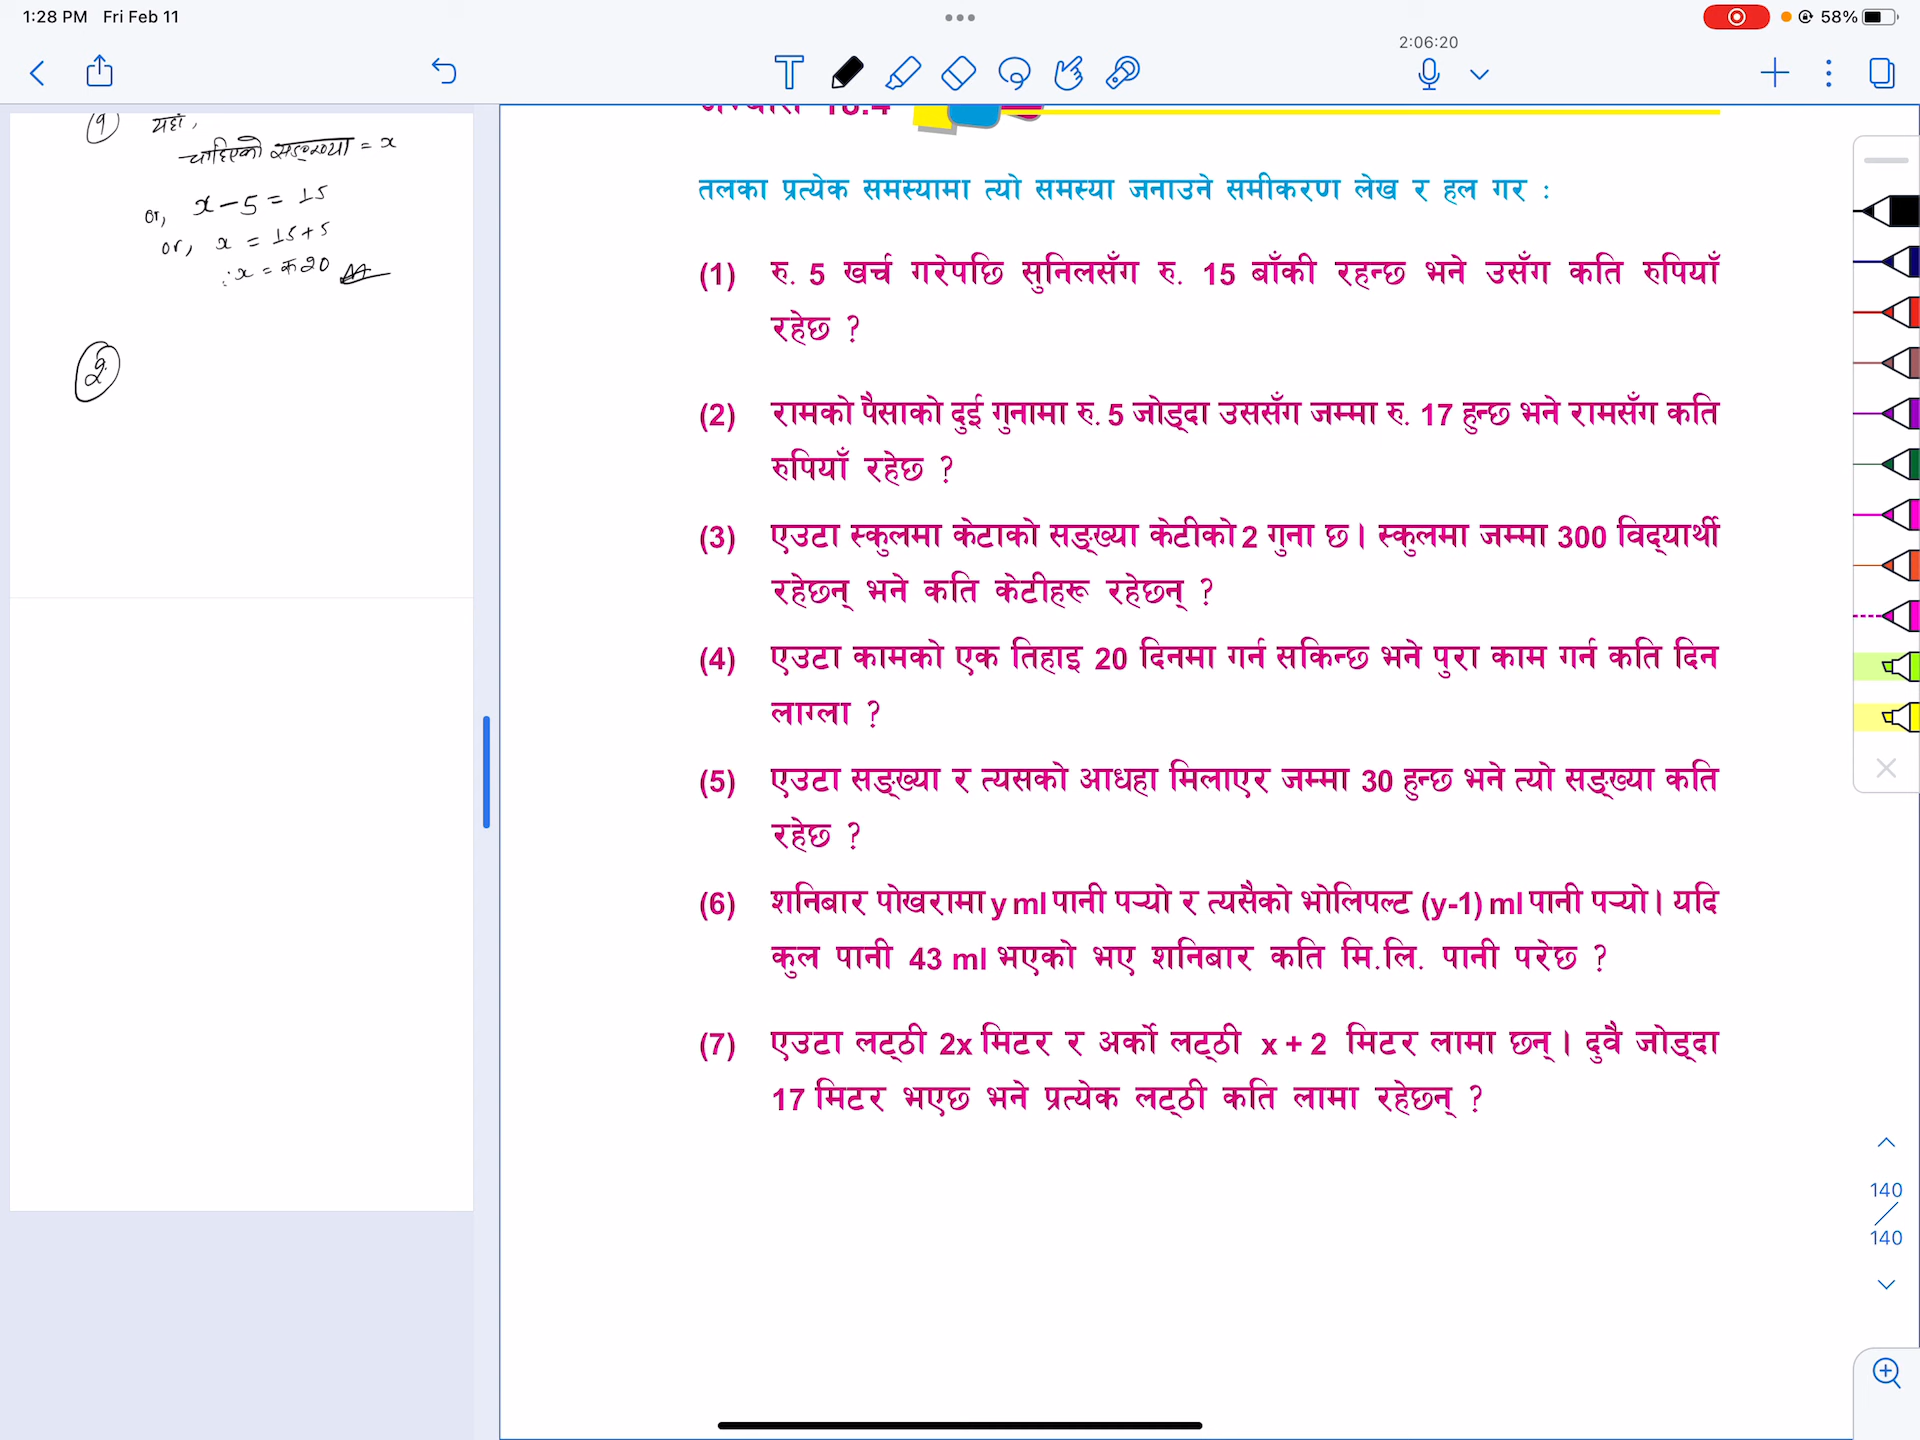 1:28 PM Fri Feb 11
58%
2:06:20
(१) यहाँ,
चाहिएको सङ्ख्या = x
or, x - 5 = 15
or, x = 15+5
∴ x = रु 20
तलका प्रत्येक समस्यामा त्यो समस्या जनाउने समीकरण लेख र हल गर :
(1) रु. 5 खर्च गरेपछि सुनिलसँग रु. 15 बाँकी रहन्छ भने उसँग कति रुपियाँ
रहेछ ?
(2) रामको पैसाको दुई गुनामा रु. 5 जोड्दा उससँग जम्मा रु. 17 हुन्छ भने रामसँग कति
रुपियाँ रहेछ ?
(3) एउटा स्कुलमा केटाको सङ्ख्या केटीको 2 गुना छ। स्कुलमा जम्मा 300 विद्यार्थी
रहेछन् भने कति केटीहरू रहेछन् ?
(4) एउटा कामको एक तिहाइ 20 दिनमा गर्न सकिन्छ भने पुरा काम गर्न कति दिन
लाग्ला ?
(5) एउटा सङ्ख्या र त्यसको आधहा मिलाएर जम्मा 30 हुन्छ भने त्यो सङ्ख्या कति
रहेछ ?
(6) शनिबार पोखरामा y ml पानी पर्‍यो र त्यसैको भोलिपल्ट (y-1) ml पानी पर्‍यो। यदि
कुल पानी 43 ml भएको भए शनिबार कति मि.लि. पानी परेछ ?
(7) एउटा लट्ठी 2x मिटर र अर्को लट्ठी x + 2 मिटर लामा छन्। दुवै जोड्दा
17 मिटर भएछ भने प्रत्येक लट्ठी कति लामा रहेछन् ?
140
140